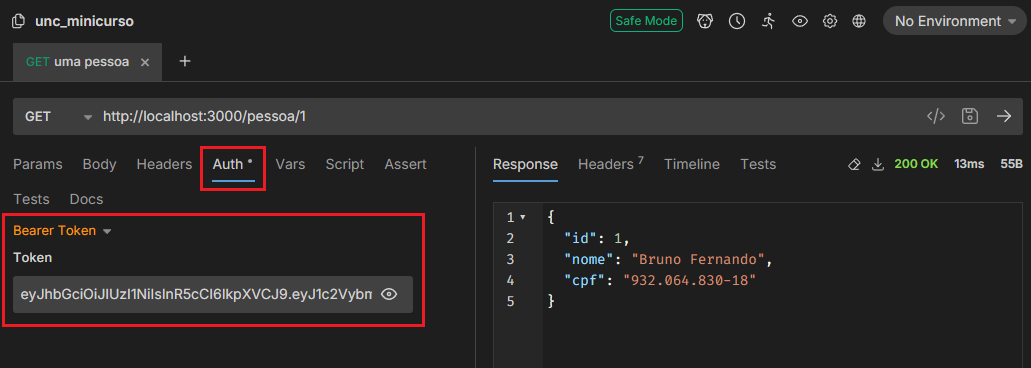 unc_minicurso
Safe Mode
No Environment
GET uma pessoa × +
GET http://localhost:3000/pessoa/1
Params Body Headers Auth Vars Script Assert
Tests Docs
Bearer Token
Token
eyJhbGciOiJIUzI1NiIsInR5cCI6IkpXVCJ9.eyJ1c2Vybm
Response Headers 7 Timeline Tests
200 OK 13ms 55B
1 {
2 "id": 1,
3 "nome": "Bruno Fernando",
4 "cpf": "932.064.830-18"
5 }